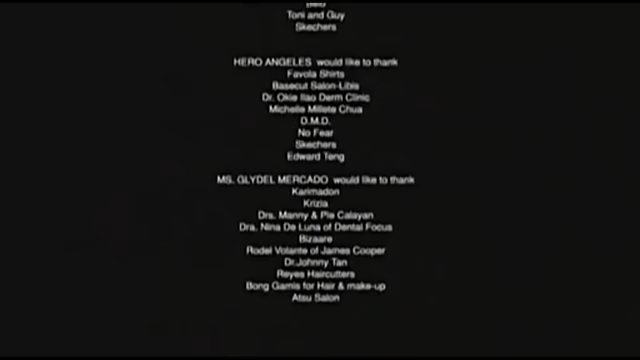 Toni and Guy
Skechers
HERO ANGELES would like to thank
Favola Shirts
Basecut Salon-Libis
Dr. Okie Ilao Derm Clinic
Michelle Millete Chua
D.M.D.
No Fear
Skechers
Edward Teng
MS. GLYDEL MERCADO would like to thank
Karimadon
Krizia
Drs. Manny & Pie Calayan
Dra. Nina De Luna of Dental Focus
Bizaare
Rodel Volante of James Cooper
Dr.Johnny Tan
Reyes Haircutters
Bong Gamis for Hair & make-up
Atsu Salon